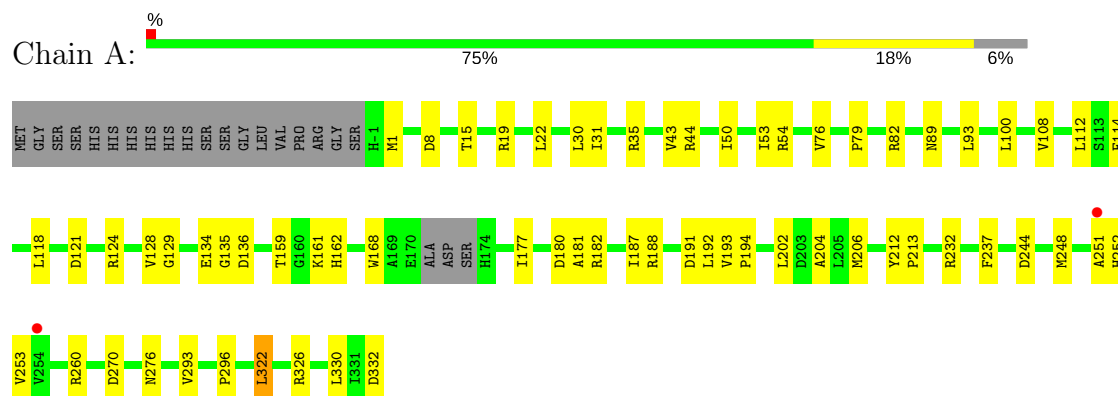 %
Chain A:
75% 18% 6%
MET GLY SER SER HIS HIS HIS HIS HIS HIS SER SER GLY LEU VAL PRO ARG GLY SER H-1 M1 D8 T15 R19 L22 L30 I31 R35 V43 R44 I50 I53 R54 V76 P79 R82 N89 L93 L100 V108 L112 S113
L118 D121 R124 V128 G129 E134 G135 D136 T159 G160 K161 H162 W168 A169 E170 ALA ASP SER H174 I177 D180 A181 R182 I187 R188 D191 L192 V193 P194 L202 D203 A204 L205 M206 Y212 P213 R232 F237 D244 M248 A251
V253 V254 R260 D270 N276 V293 P296 L322 R326 L330 I331 D332